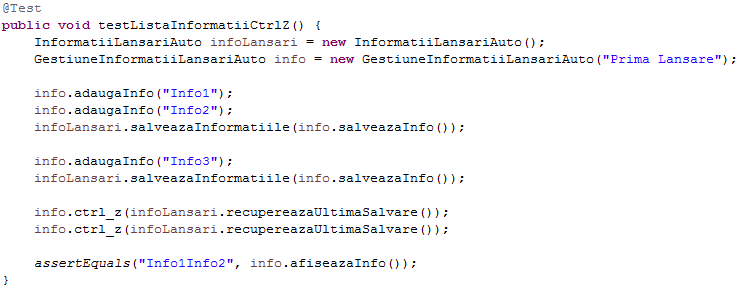 @Test
public void testListaInformatiiCtrlZ() {
    InformatiiLansariAuto infoLansari = new InformatiiLansariAuto();
    GestiuneInformatiiLansariAuto info = new GestiuneInformatiiLansariAuto("Prima Lansare");

    info.adaugaInfo("Info1");
    info.adaugaInfo("Info2");
    infoLansari.salveazaInformatiile(info.salveazaInfo());

    info.adaugaInfo("Info3");
    infoLansari.salveazaInformatiile(info.salveazaInfo());

    info.ctrl_z(infoLansari.recupereazaUltimaSalvare());
    info.ctrl_z(infoLansari.recupereazaUltimaSalvare());

    assertEquals("Info1Info2", info.afiseazaInfo());
}